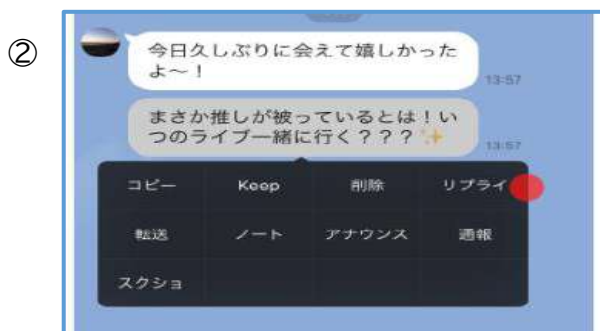 ②
今日久しぶりに会えて嬉しかった
よ～！
13:57
まさか推しが被っているとは！い
つのライブ一緒に行く？？？✨
13:57
コピー Keep 削除 リプライ
転送 ノート アナウンス 通報
スクショ